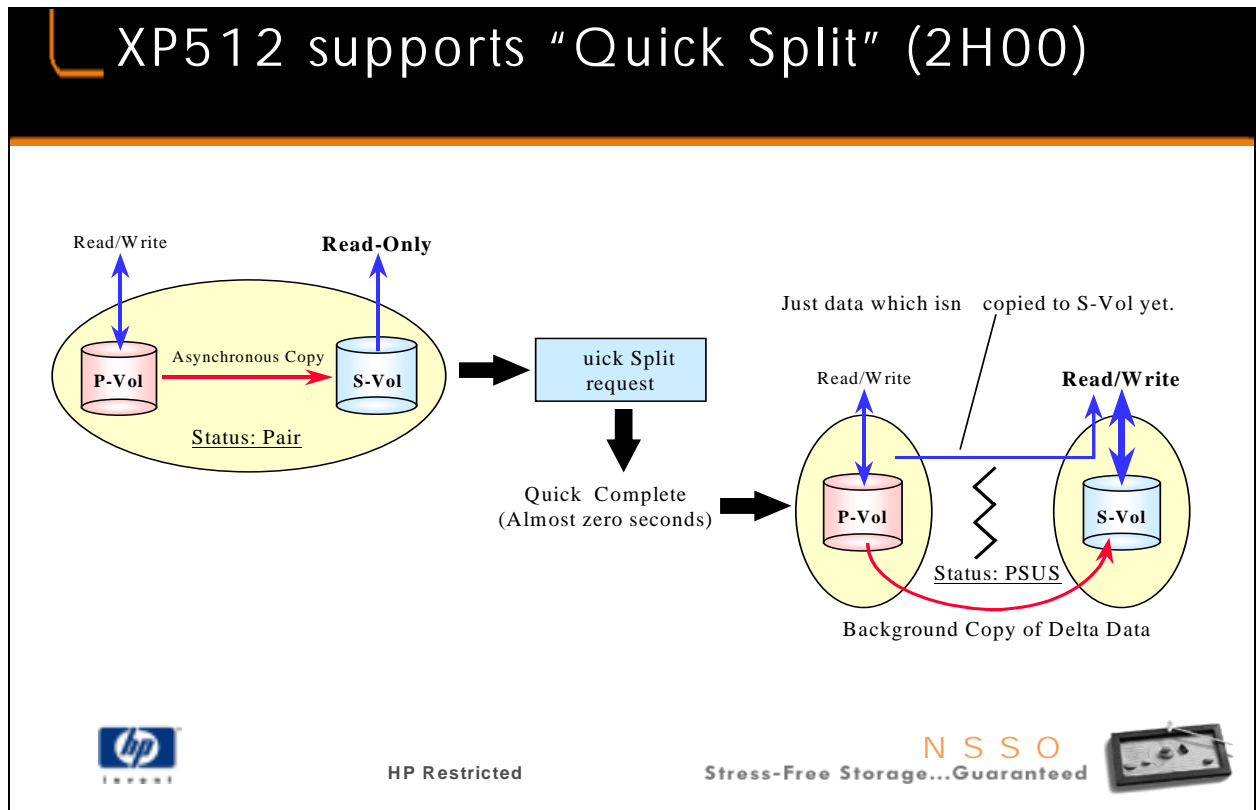 XP512 supports “Quick Split” (2H00)
Read/Write
Read-Only
P-Vol
Asynchronous Copy
S-Vol
Status: Pair
uick Split
request
Quick Complete
(Almost zero seconds)
Just data which isn copied to S-Vol yet.
Read/Write
Read/Write
P-Vol
S-Vol
Status: PSUS
Background Copy of Delta Data
hp
invent
HP Restricted
NSSO
Stress-Free Storage...Guaranteed